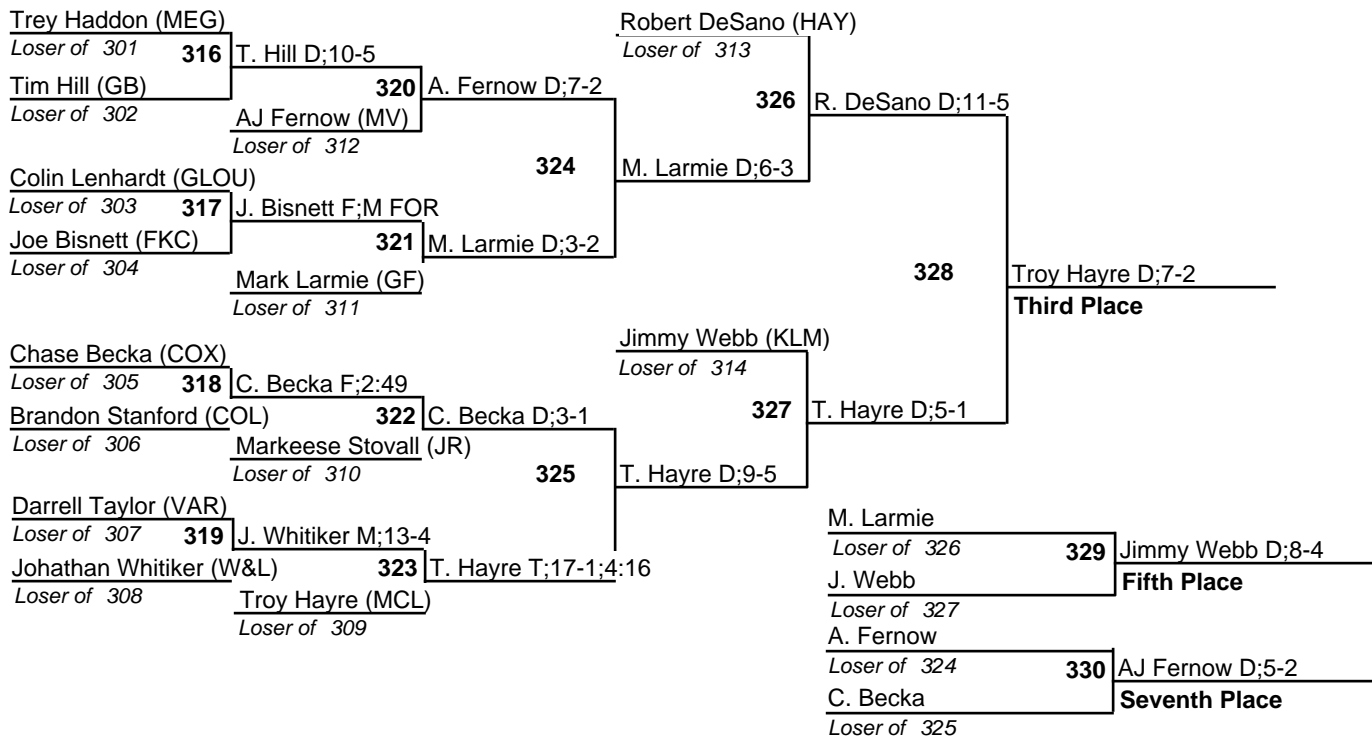 Trey Haddon (MEG)
Loser of 301
316
T. Hill D;10-5
Tim Hill (GB)
Loser of 302
320
A. Fernow D;7-2
AJ Fernow (MV)
Loser of 312
Colin Lenhardt (GLOU)
Loser of 303
317
J. Bisnett F;M FOR
Joe Bisnett (FKC)
Loser of 304
321
M. Larmie D;3-2
Mark Larmie (GF)
Loser of 311
324
M. Larmie D;6-3
Robert DeSano (HAY)
Loser of 313
326
R. DeSano D;11-5
Chase Becka (COX)
Loser of 305
318
C. Becka F;2:49
Brandon Stanford (COL)
Loser of 306
322
C. Becka D;3-1
Markeese Stovall (JR)
Loser of 310
Darrell Taylor (VAR)
Loser of 307
319
J. Whitiker M;13-4
Johathan Whitiker (W&L)
Loser of 308
323
T. Hayre T;17-1;4:16
Troy Hayre (MCL)
Loser of 309
325
T. Hayre D;9-5
Jimmy Webb (KLM)
Loser of 314
327
T. Hayre D;5-1
328
Troy Hayre D;7-2
Third Place
M. Larmie
Loser of 326
329
Jimmy Webb D;8-4
J. Webb
Fifth Place
Loser of 327
A. Fernow
Loser of 324
330
AJ Fernow D;5-2
C. Becka
Seventh Place
Loser of 325